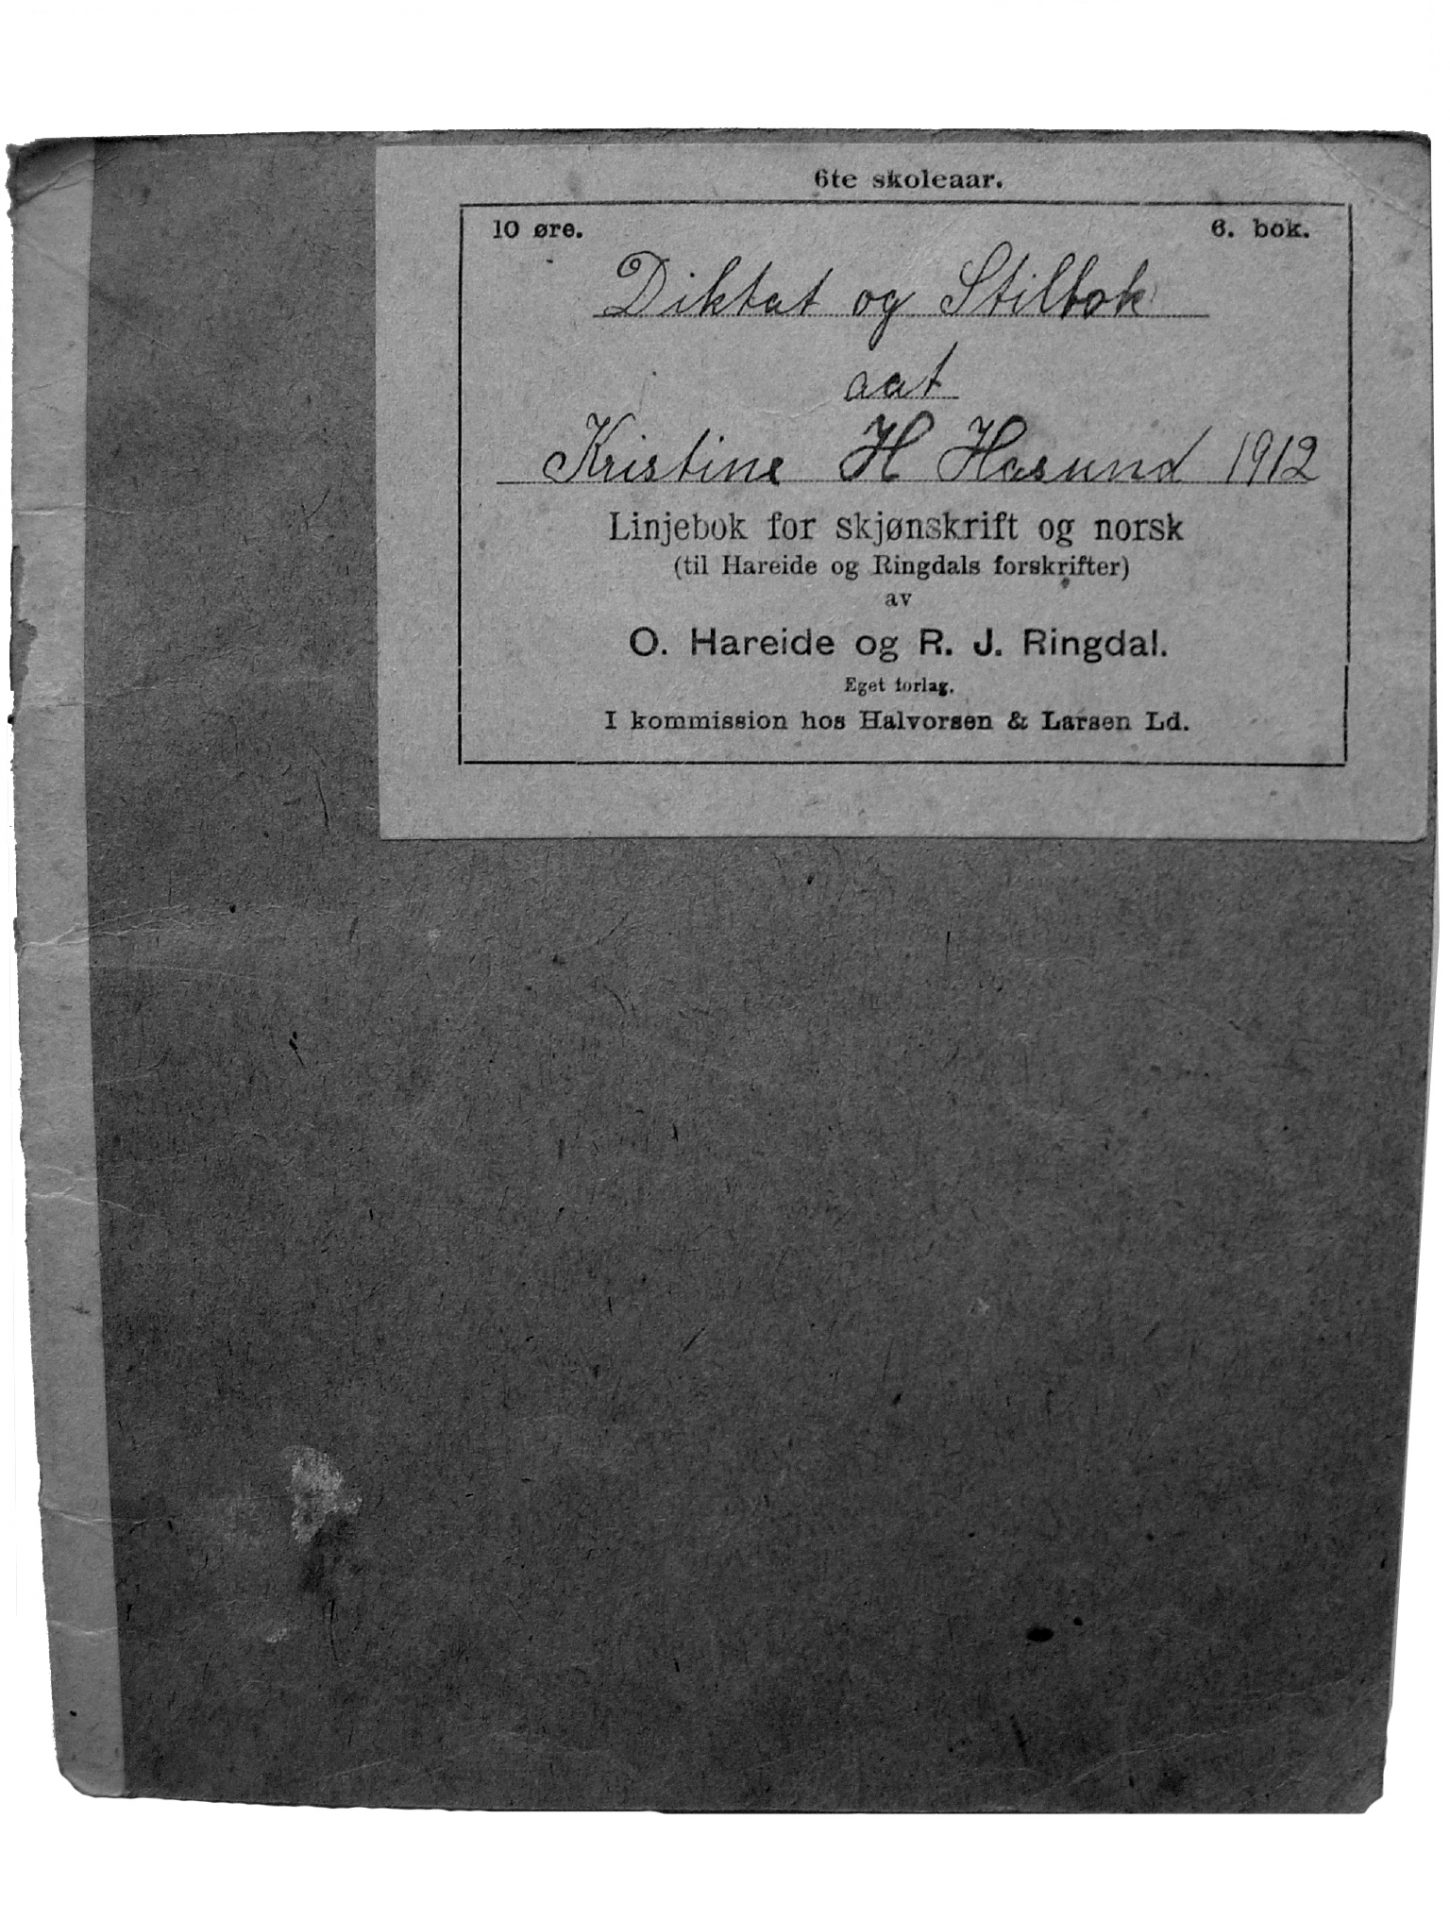 6te skoleaar.
10 øre. 6. bok.
Diktat og Stilbok
aat
Kristine H Hasund 1912
Linjebok for skjønskrift og norsk
(til Hareide og Ringdals forskrifter)
av
O. Hareide og R. J. Ringdal.
Eget forlag.
I kommission hos Halvorsen & Larsen Ld.